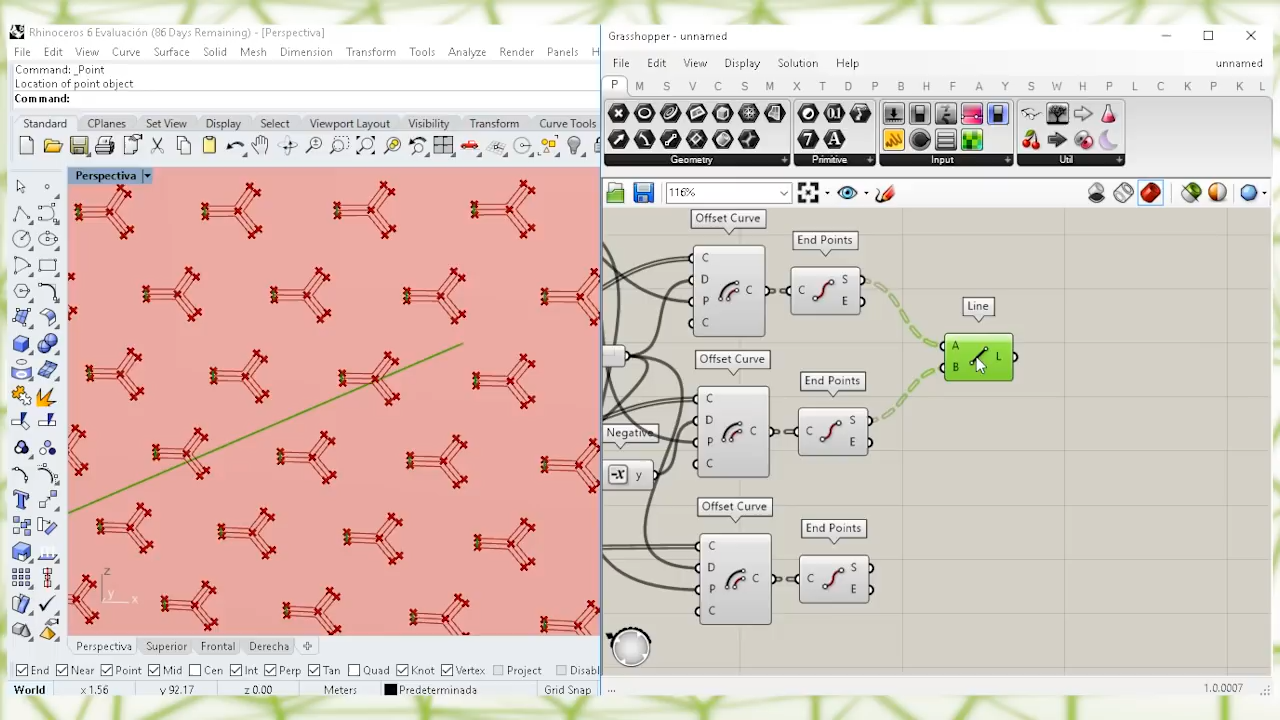 Rhinoceros 6 Evaluación (86 Days Remaining) - [Perspectiva]
File Edit View Curve Surface Solid Mesh Dimension Transform Tools Analyze Render Panels
Command: _Point
Location of point object
Command:
Standard CPlanes Set View Display Select Viewport Layout Visibility Transform Curve Tools
Perspectiva
z
y
x
Perspectiva Superior Frontal Derecha
End Near Point Mid Cen Int Perp Tan Quad Knot Vertex Project Disabl
World x 1.56 y 92.17 z 0.00 Meters Predeterminada Grid Snap
Grasshopper - unnamed
File Edit View Display Solution Help unnamed
P M S V C S M X T D P B H F A Y S W H P L C K L
Geometry Primitive Input Util
116%
Offset Curve
End Points
C D P C C
C S E
Line
A B L
Offset Curve
End Points
C D P C C
C S E
Negative
-x y
Offset Curve
End Points
C D P C C
C S E
... 1.0.0007